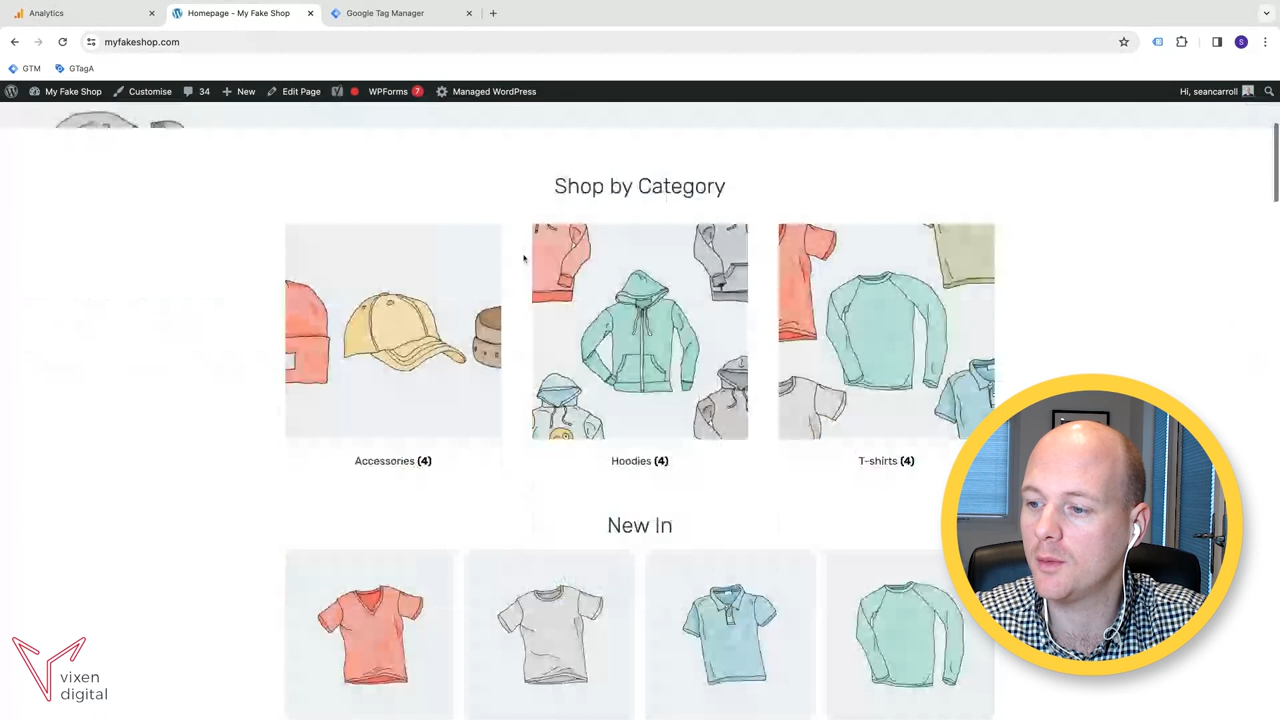 Analytics
Homepage - My Fake Shop
Google Tag Manager
myfakeshop.com
S
GTM
GTagA
My Fake Shop
Customise
34
New
Edit Page
WPForms 7
Managed WordPress
Hi, seancarroll
Shop by Category
Accessories (4)
Hoodies (4)
T-shirts (4)
New In
vixen
digital